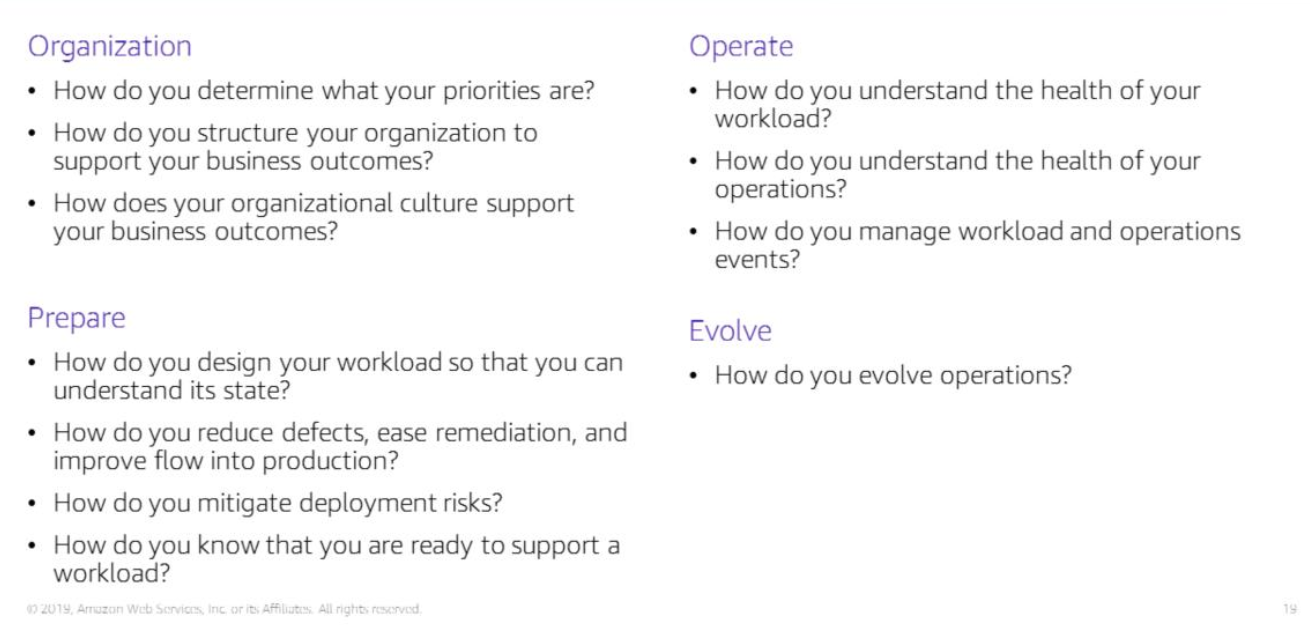 Organization
• How do you determine what your priorities are?
• How do you structure your organization to
support your business outcomes?
• How does your organizational culture support
your business outcomes?
Prepare
• How do you design your workload so that you can
understand its state?
• How do you reduce defects, ease remediation, and
improve flow into production?
• How do you mitigate deployment risks?
• How do you know that you are ready to support a
workload?
Operate
• How do you understand the health of your
workload?
• How do you understand the health of your
operations?
• How do you manage workload and operations
events?
Evolve
• How do you evolve operations?
© 2019, Amazon Web Services, Inc. or its Affiliates. All rights reserved.
19